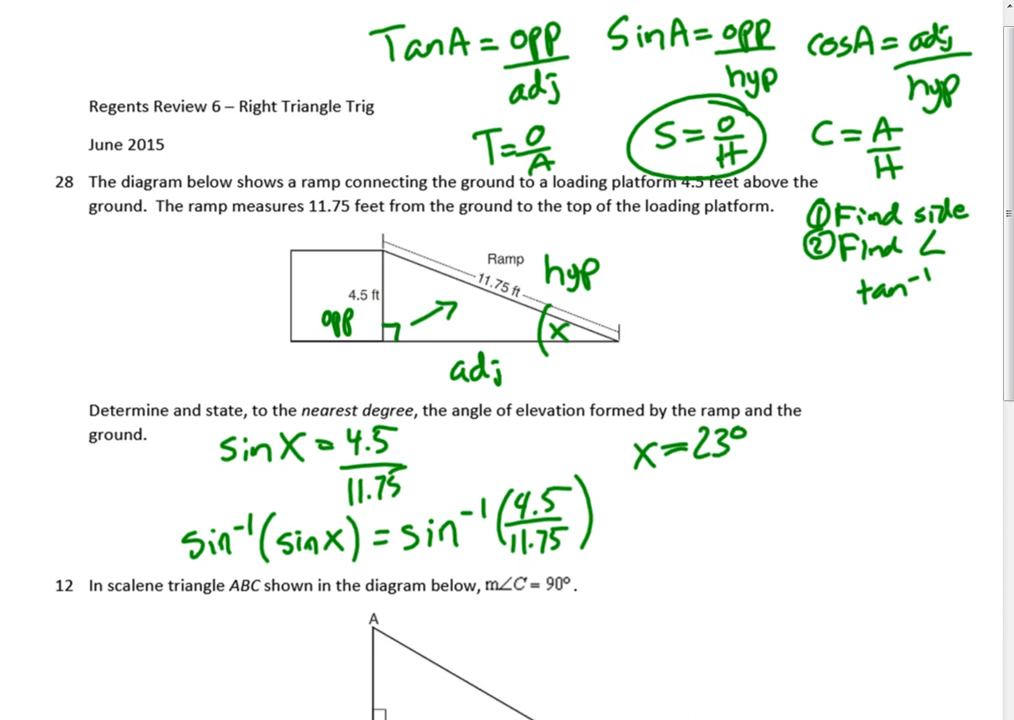 TanA = opp/adj SinA = opp/hyp cosA = adj/hyp
Regents Review 6 – Right Triangle Trig
June 2015
T = O/A S = O/H C = A/H
28 The diagram below shows a ramp connecting the ground to a loading platform 4.5 feet above the
ground. The ramp measures 11.75 feet from the ground to the top of the loading platform.
① Find side
② Find ∠
tan⁻¹
Ramp hyp
11.75 ft
4.5 ft
opp
x
adj
Determine and state, to the nearest degree, the angle of elevation formed by the ramp and the
ground.
sin X = 4.5/11.75 x = 23°
sin⁻¹(sin x) = sin⁻¹(4.5/11.75)
12 In scalene triangle ABC shown in the diagram below, m∠C = 90°.
A